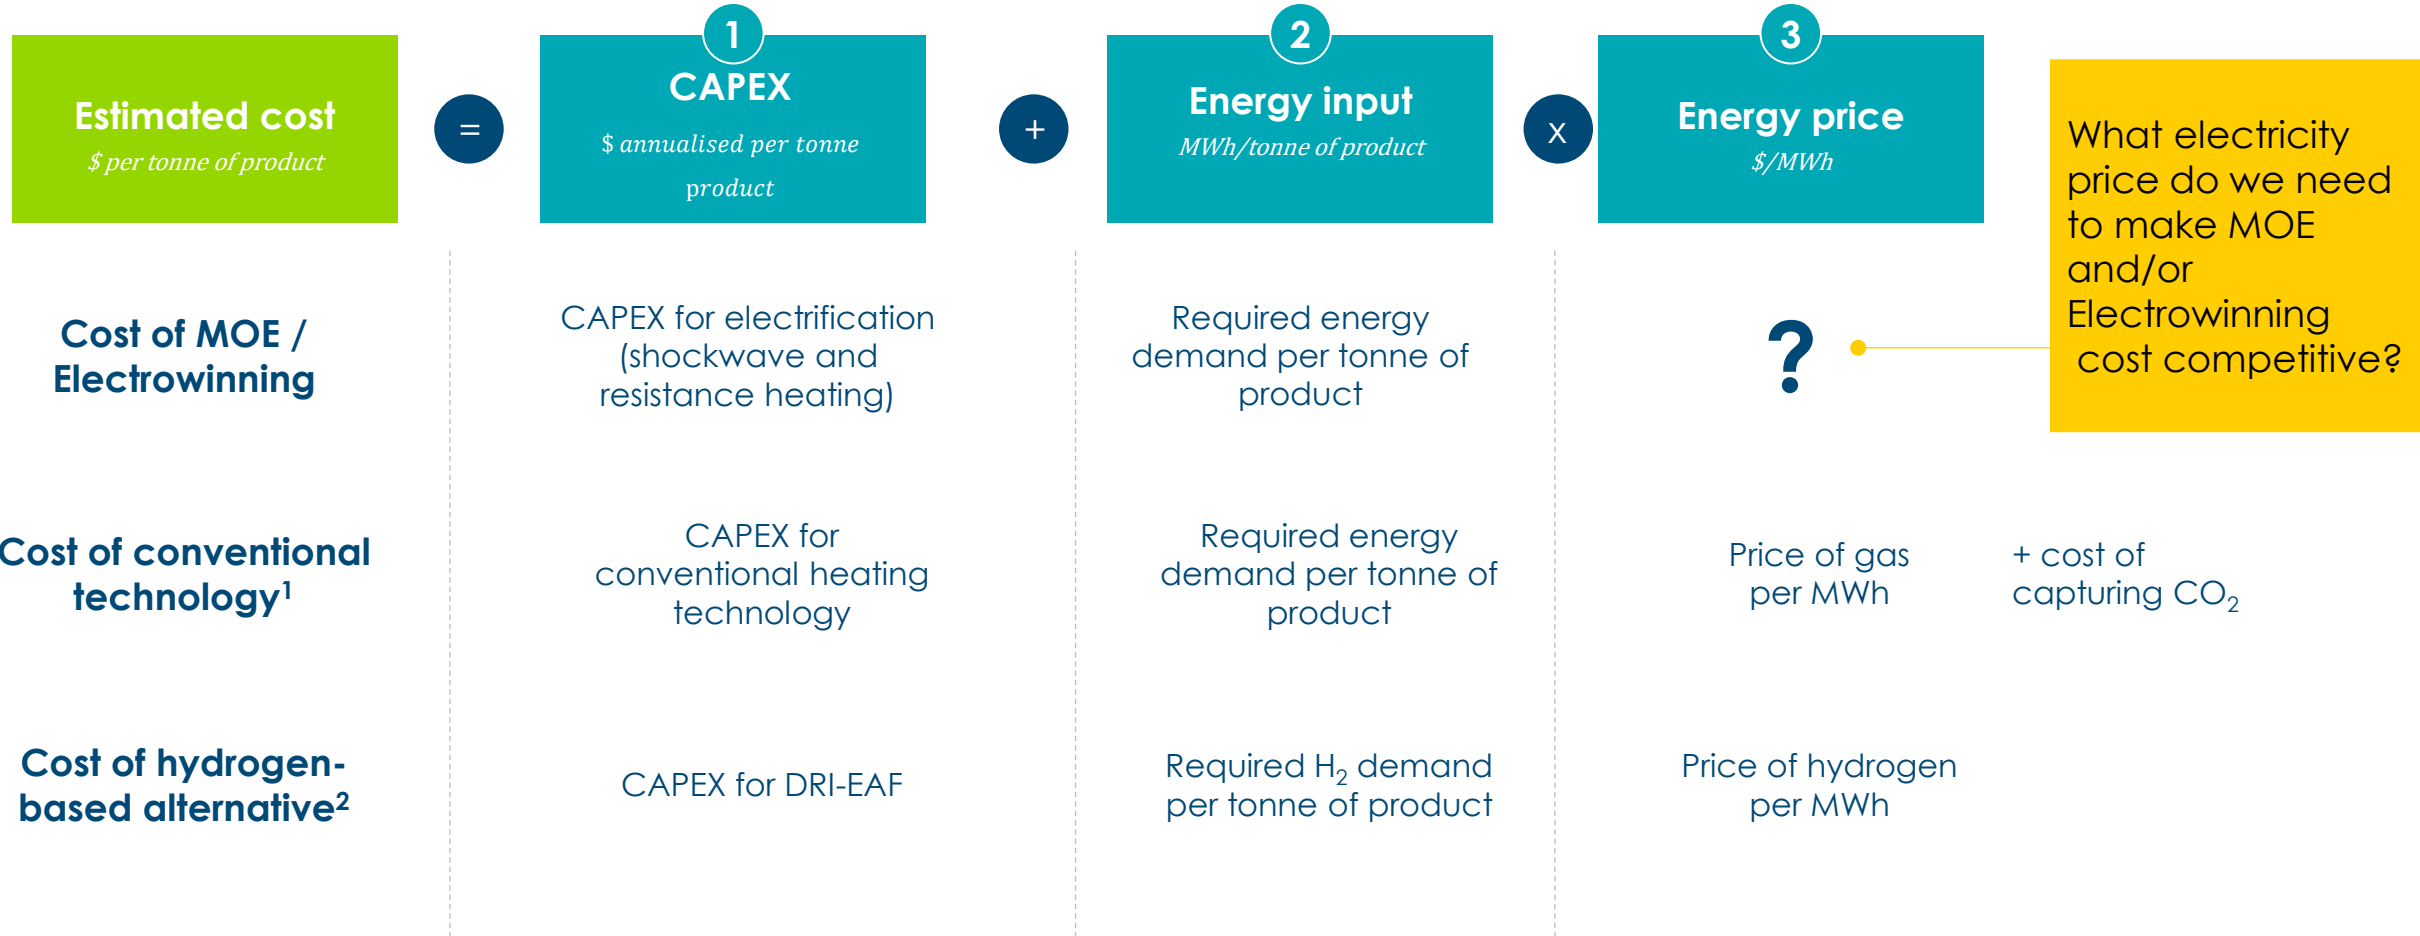 1
2
3
Estimated cost
$ per tonne of product
=
CAPEX
$ annualised per tonne
product
+
Energy input
MWh/tonne of product
x
Energy price
$/MWh
What electricity
price do we need
to make MOE
and/or
Electrowinning
cost competitive?
Cost of MOE /
Electrowinning
CAPEX for electrification
(shockwave and
resistance heating)
Required energy
demand per tonne of
product
?
Cost of conventional
technology¹
CAPEX for
conventional heating
technology
Required energy
demand per tonne of
product
Price of gas
per MWh
+ cost of
capturing CO₂
Cost of hydrogen-
based alternative²
CAPEX for DRI-EAF
Required H₂ demand
per tonne of product
Price of hydrogen
per MWh